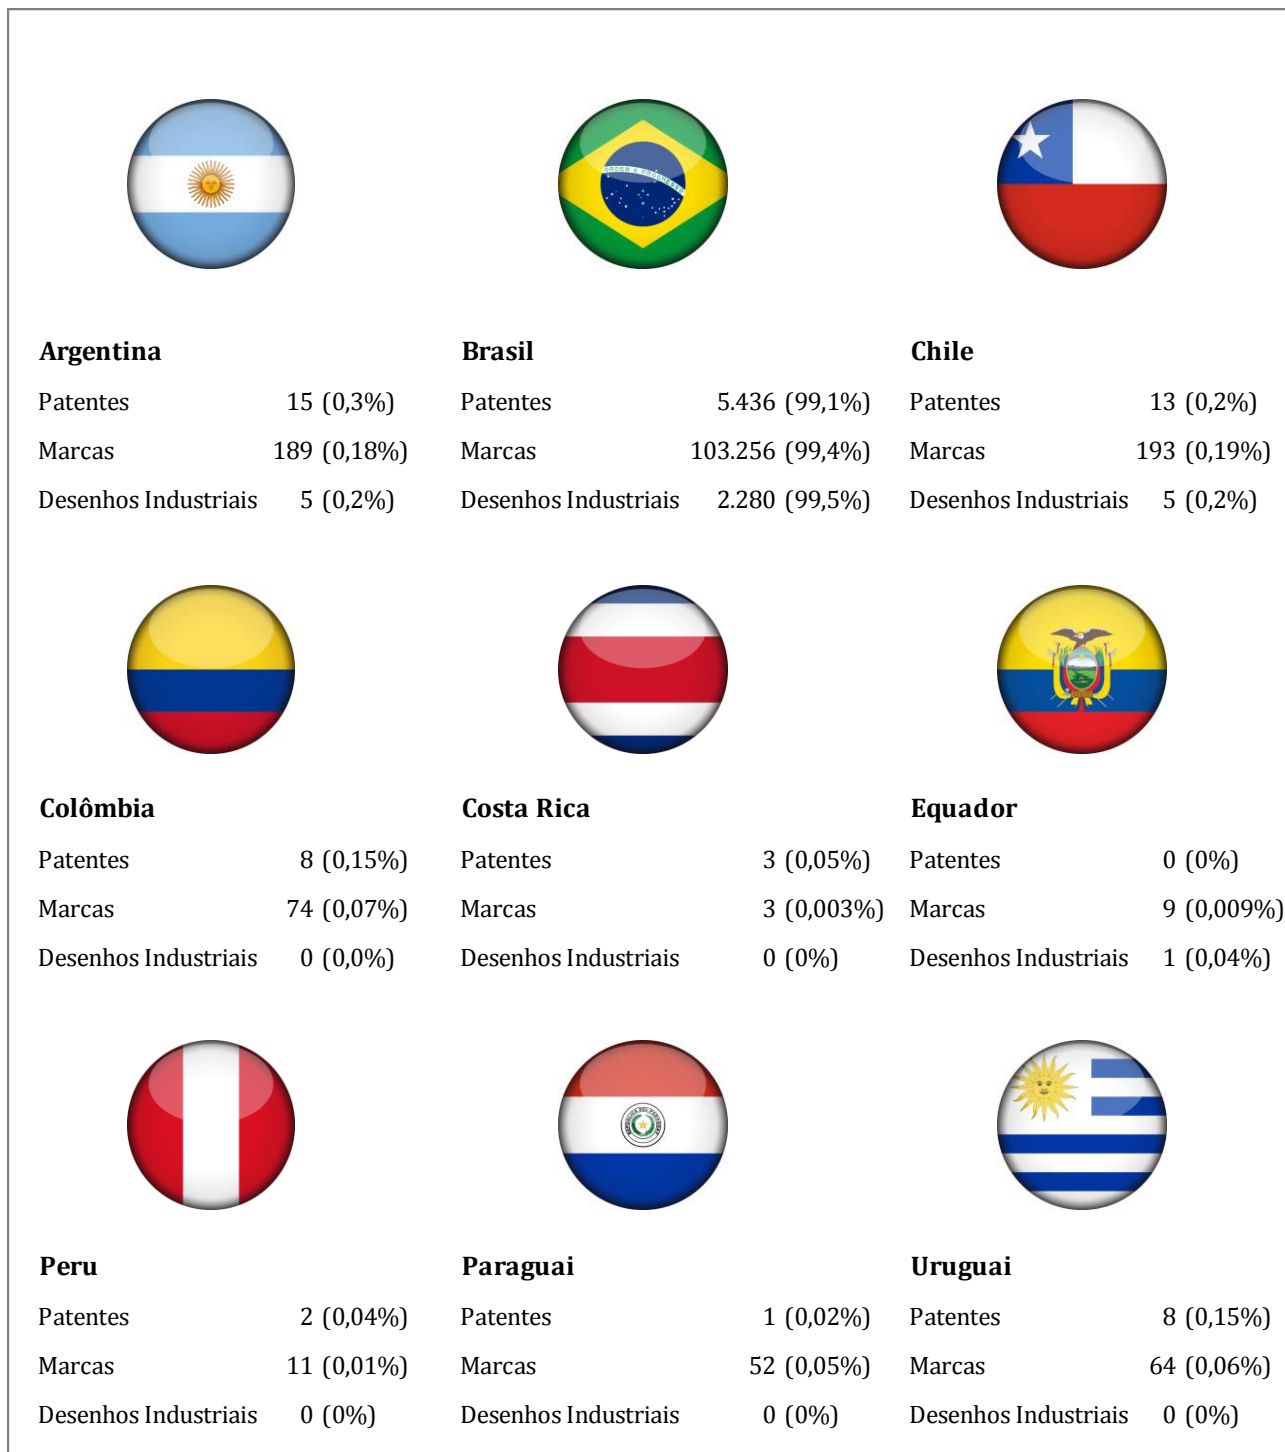 ORDEM E PROGRESSO
Argentina
Patentes 15 (0,3%)
Marcas 189 (0,18%)
Desenhos Industriais 5 (0,2%)
Brasil
Patentes 5.436 (99,1%)
Marcas 103.256 (99,4%)
Desenhos Industriais 2.280 (99,5%)
Chile
Patentes 13 (0,2%)
Marcas 193 (0,19%)
Desenhos Industriais 5 (0,2%)
Colômbia
Patentes 8 (0,15%)
Marcas 74 (0,07%)
Desenhos Industriais 0 (0,0%)
Costa Rica
Patentes 3 (0,05%)
Marcas 3 (0,003%)
Desenhos Industriais 0 (0%)
Equador
Patentes 0 (0%)
Marcas 9 (0,009%)
Desenhos Industriais 1 (0,04%)
REPUBLICA DEL PARAGUAY
Peru
Patentes 2 (0,04%)
Marcas 11 (0,01%)
Desenhos Industriais 0 (0%)
Paraguai
Patentes 1 (0,02%)
Marcas 52 (0,05%)
Desenhos Industriais 0 (0%)
Uruguai
Patentes 8 (0,15%)
Marcas 64 (0,06%)
Desenhos Industriais 0 (0%)